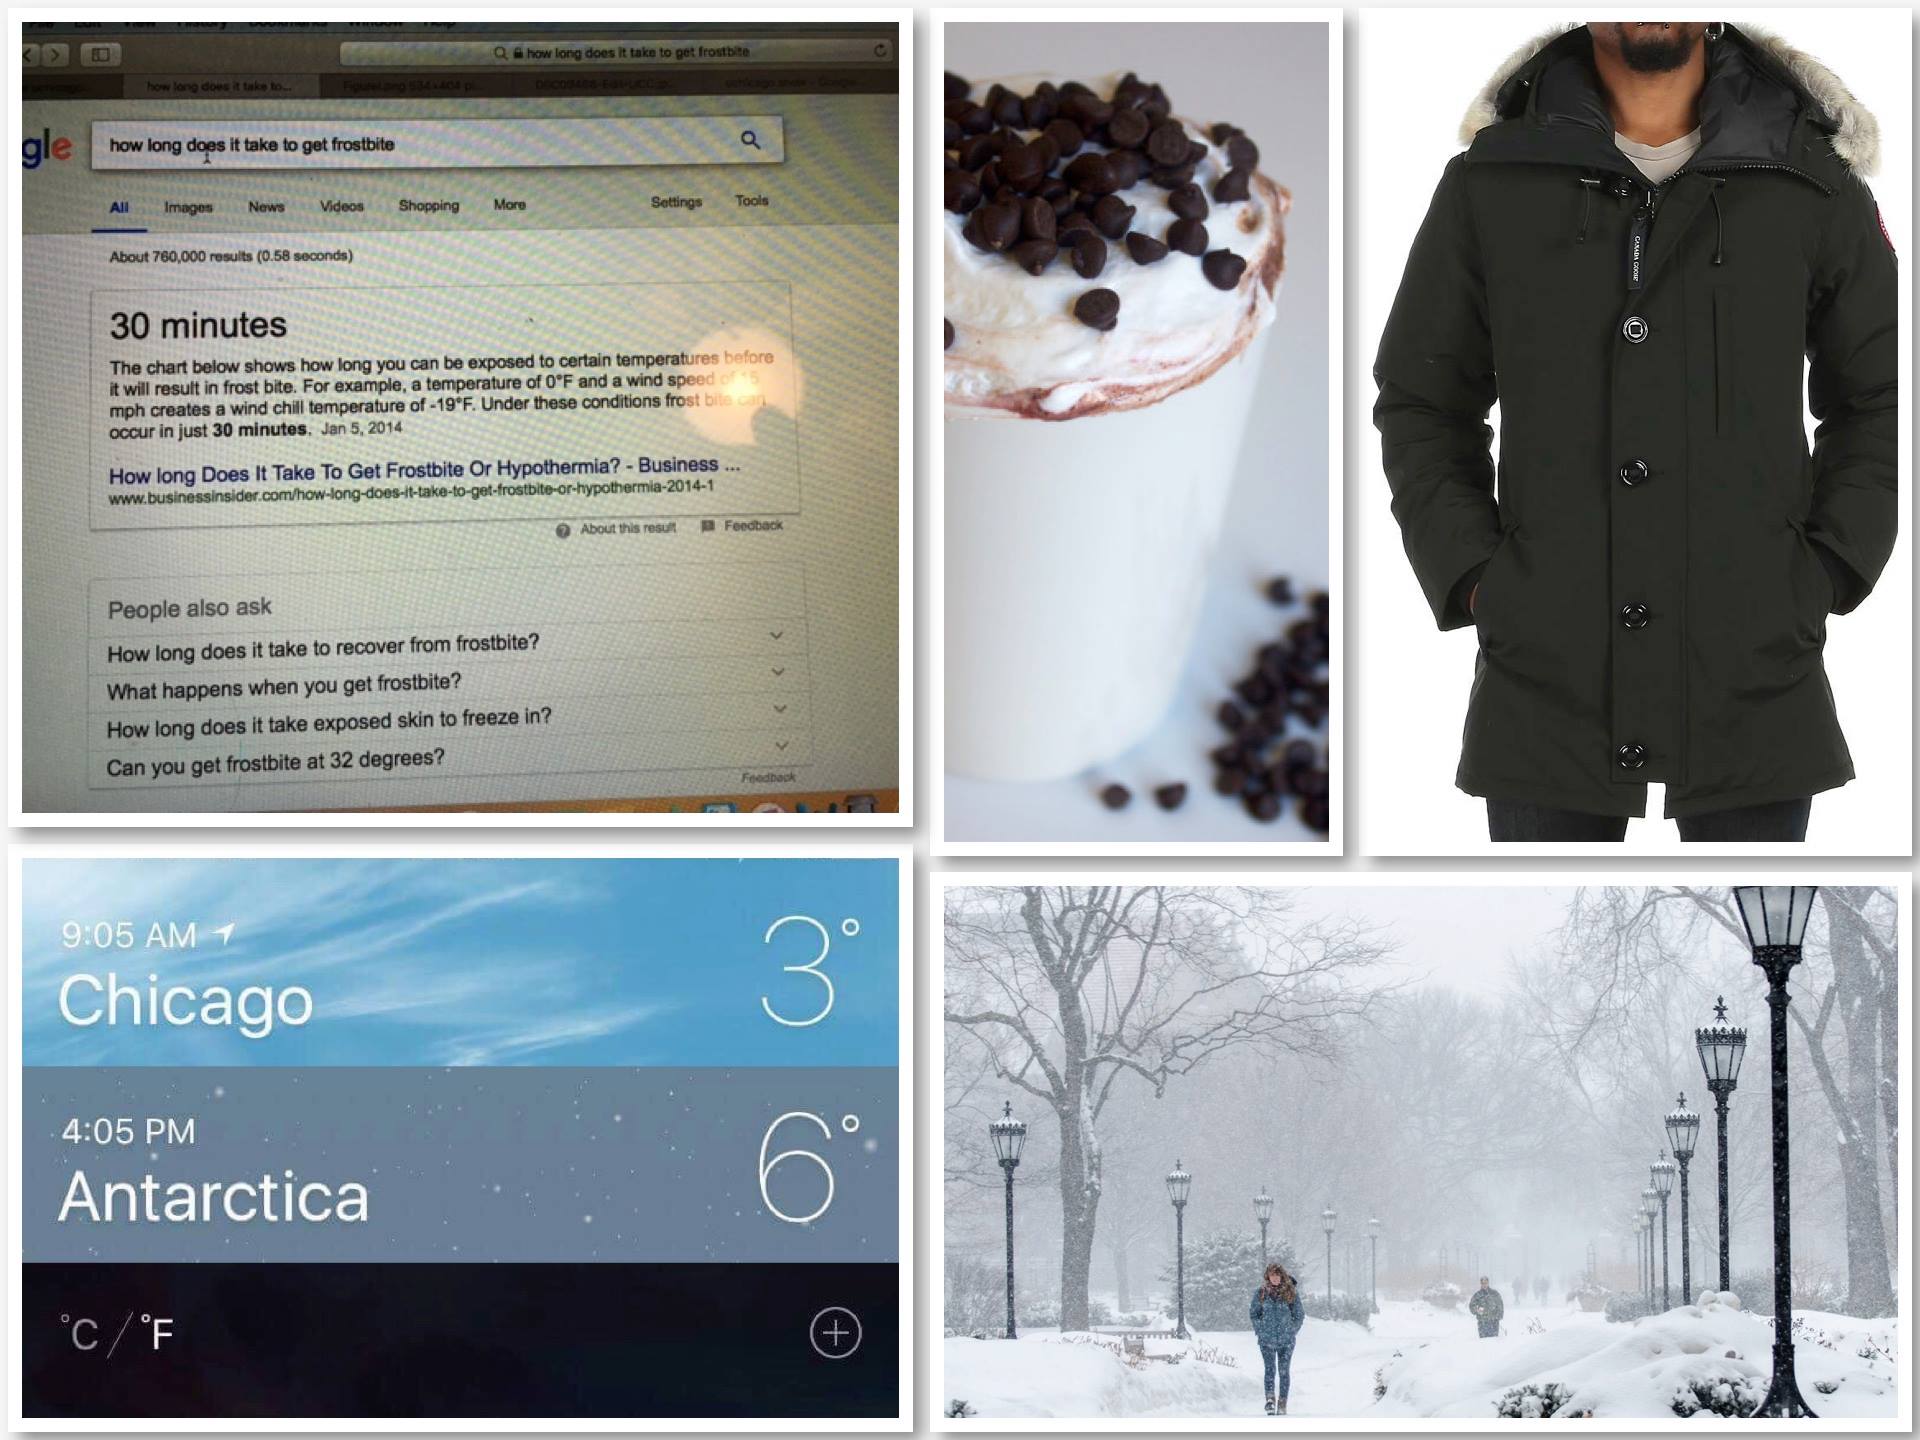 how long does it take to get frostbite
how long does it take to...
gle
how long does it take to get frostbite
All Images News Videos Shopping More Settings Tools
About 760,000 results (0.58 seconds)
30 minutes
The chart below shows how long you can be exposed to certain temperatures before
it will result in frost bite. For example, a temperature of 0°F and a wind speed of 15
mph creates a wind chill temperature of -19°F. Under these conditions frost bite can
occur in just 30 minutes. Jan 5, 2014
How long Does It Take To Get Frostbite Or Hypothermia? - Business ...
www.businessinsider.com/how-long-does-it-take-to-get-frostbite-or-hypothermia-2014-1
About this result Feedback
People also ask
How long does it take to recover from frostbite?
What happens when you get frostbite?
How long does it take exposed skin to freeze in?
Can you get frostbite at 32 degrees?
Feedback
CANADA GOOSE
9:05 AM
Chicago 3°
4:05 PM
Antarctica 6°
°C / °F